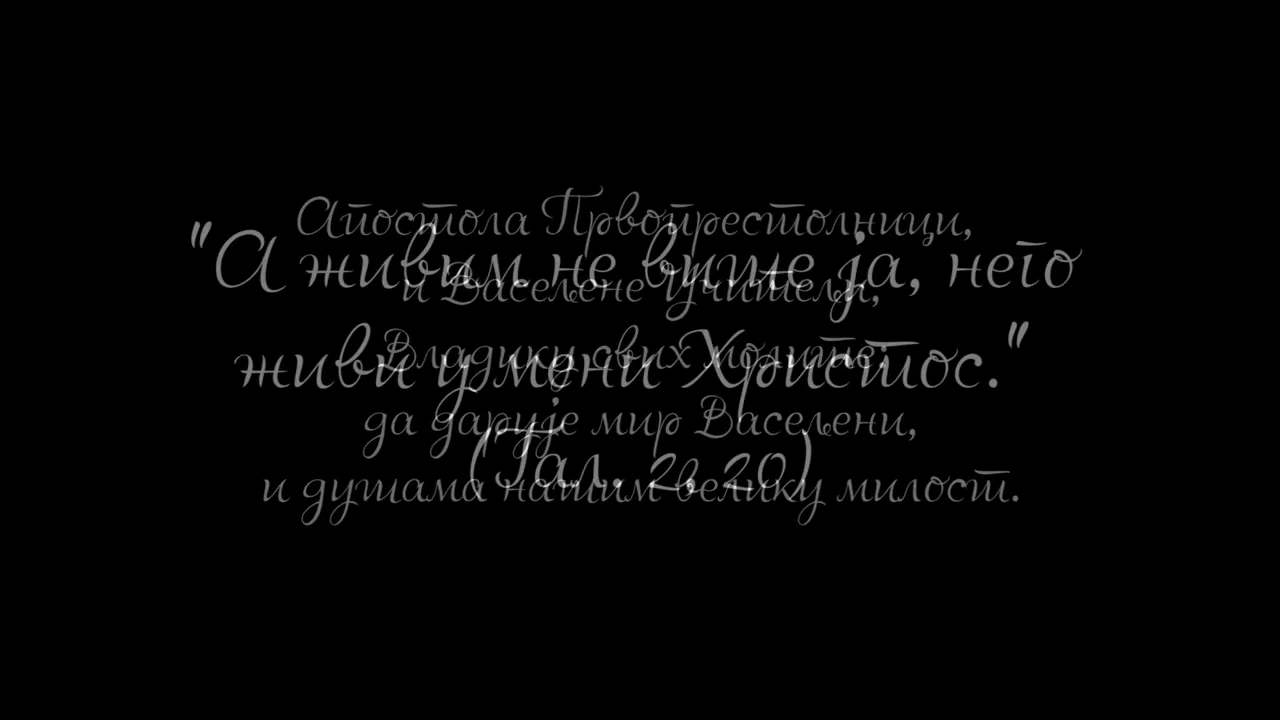 Апостола Првопрестолници,
"А живим не више ја, него
и Васељене Учитељи,
Владику свих молите,
живи у мени Христос."
да дарује мир Васељени,
(Гал. 2, 20)
и душама нашим велику милост.